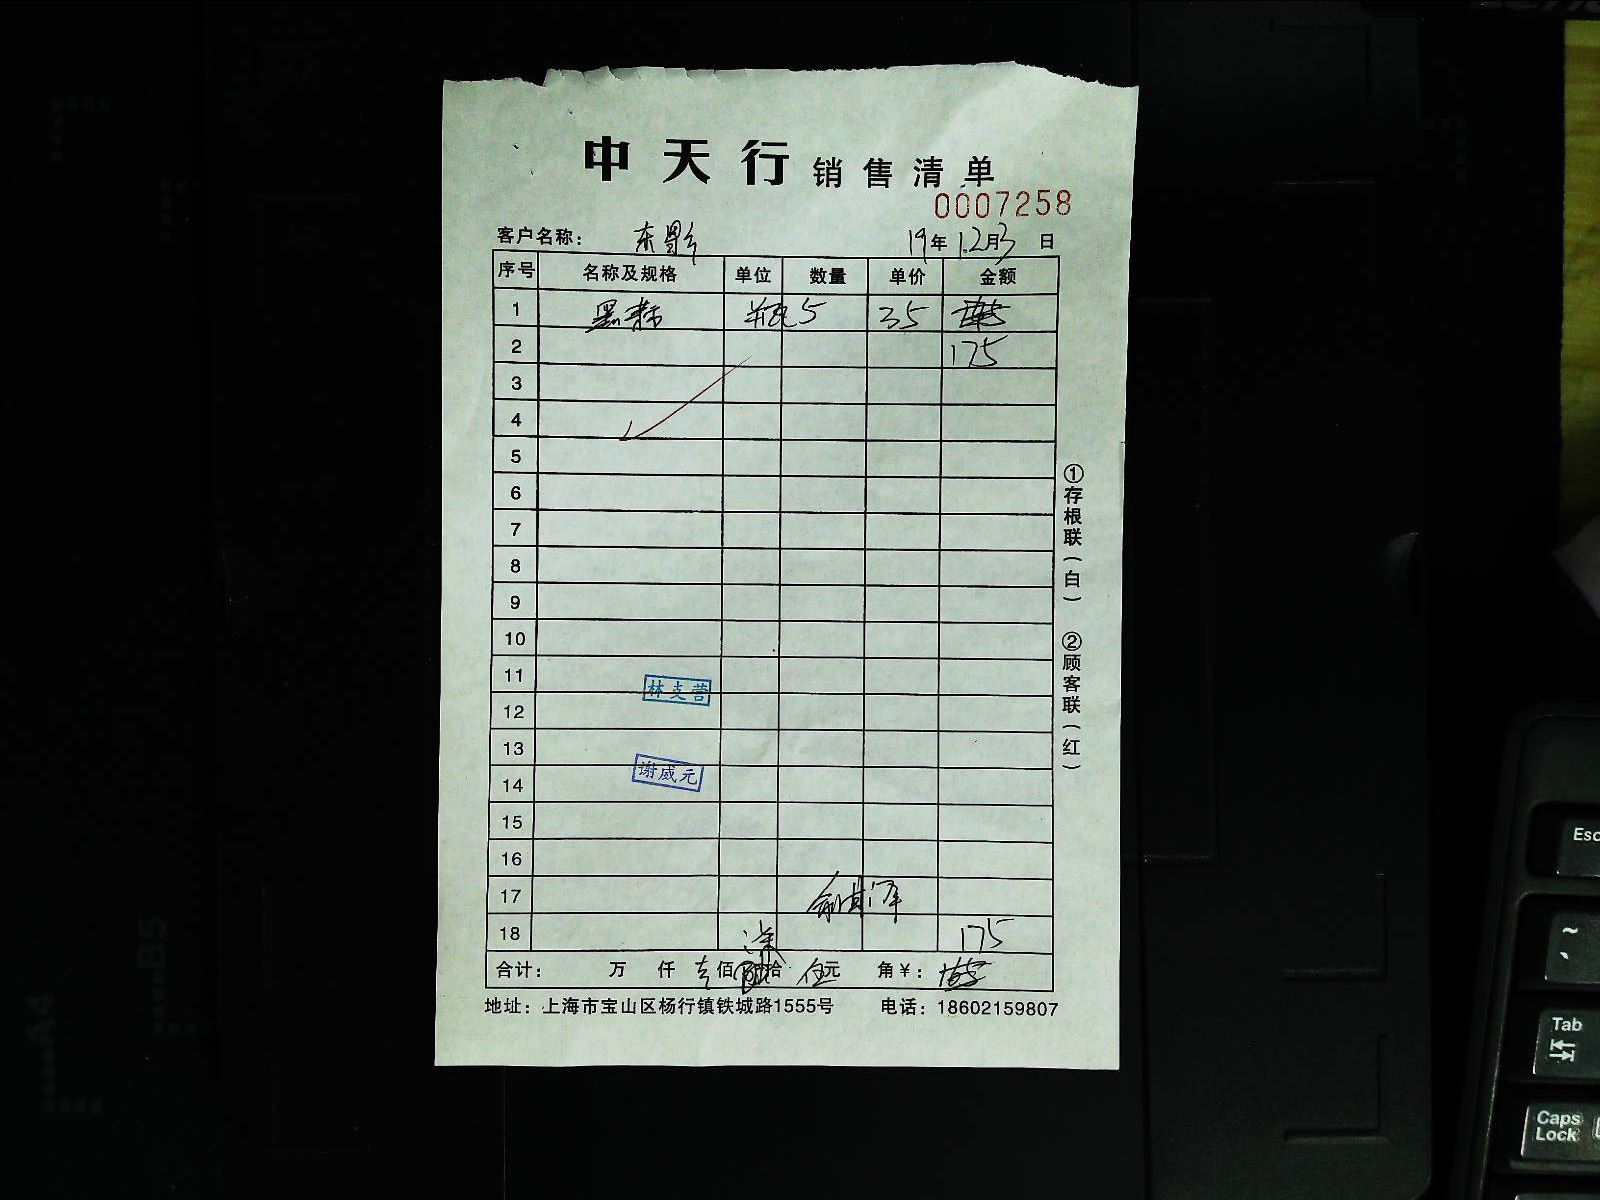 中天行 销售清单
0007258
客户名称： 19年12月3日
序号 名称及规格 单位 数量 单价 金额
1 瓶 5 35
2 175
3
4
5
6
7
8
9
10
11 林支营
12
13
14 谢威元
15
16
17
18 175
合计： 万 仟 佰 拾 伍元 角¥：
地址：上海市宝山区杨行镇铁城路1555号 电话：18602159807
①存根联(白) ②顾客联(红)
A4
B5
Esc
~
Tab
Caps Lock